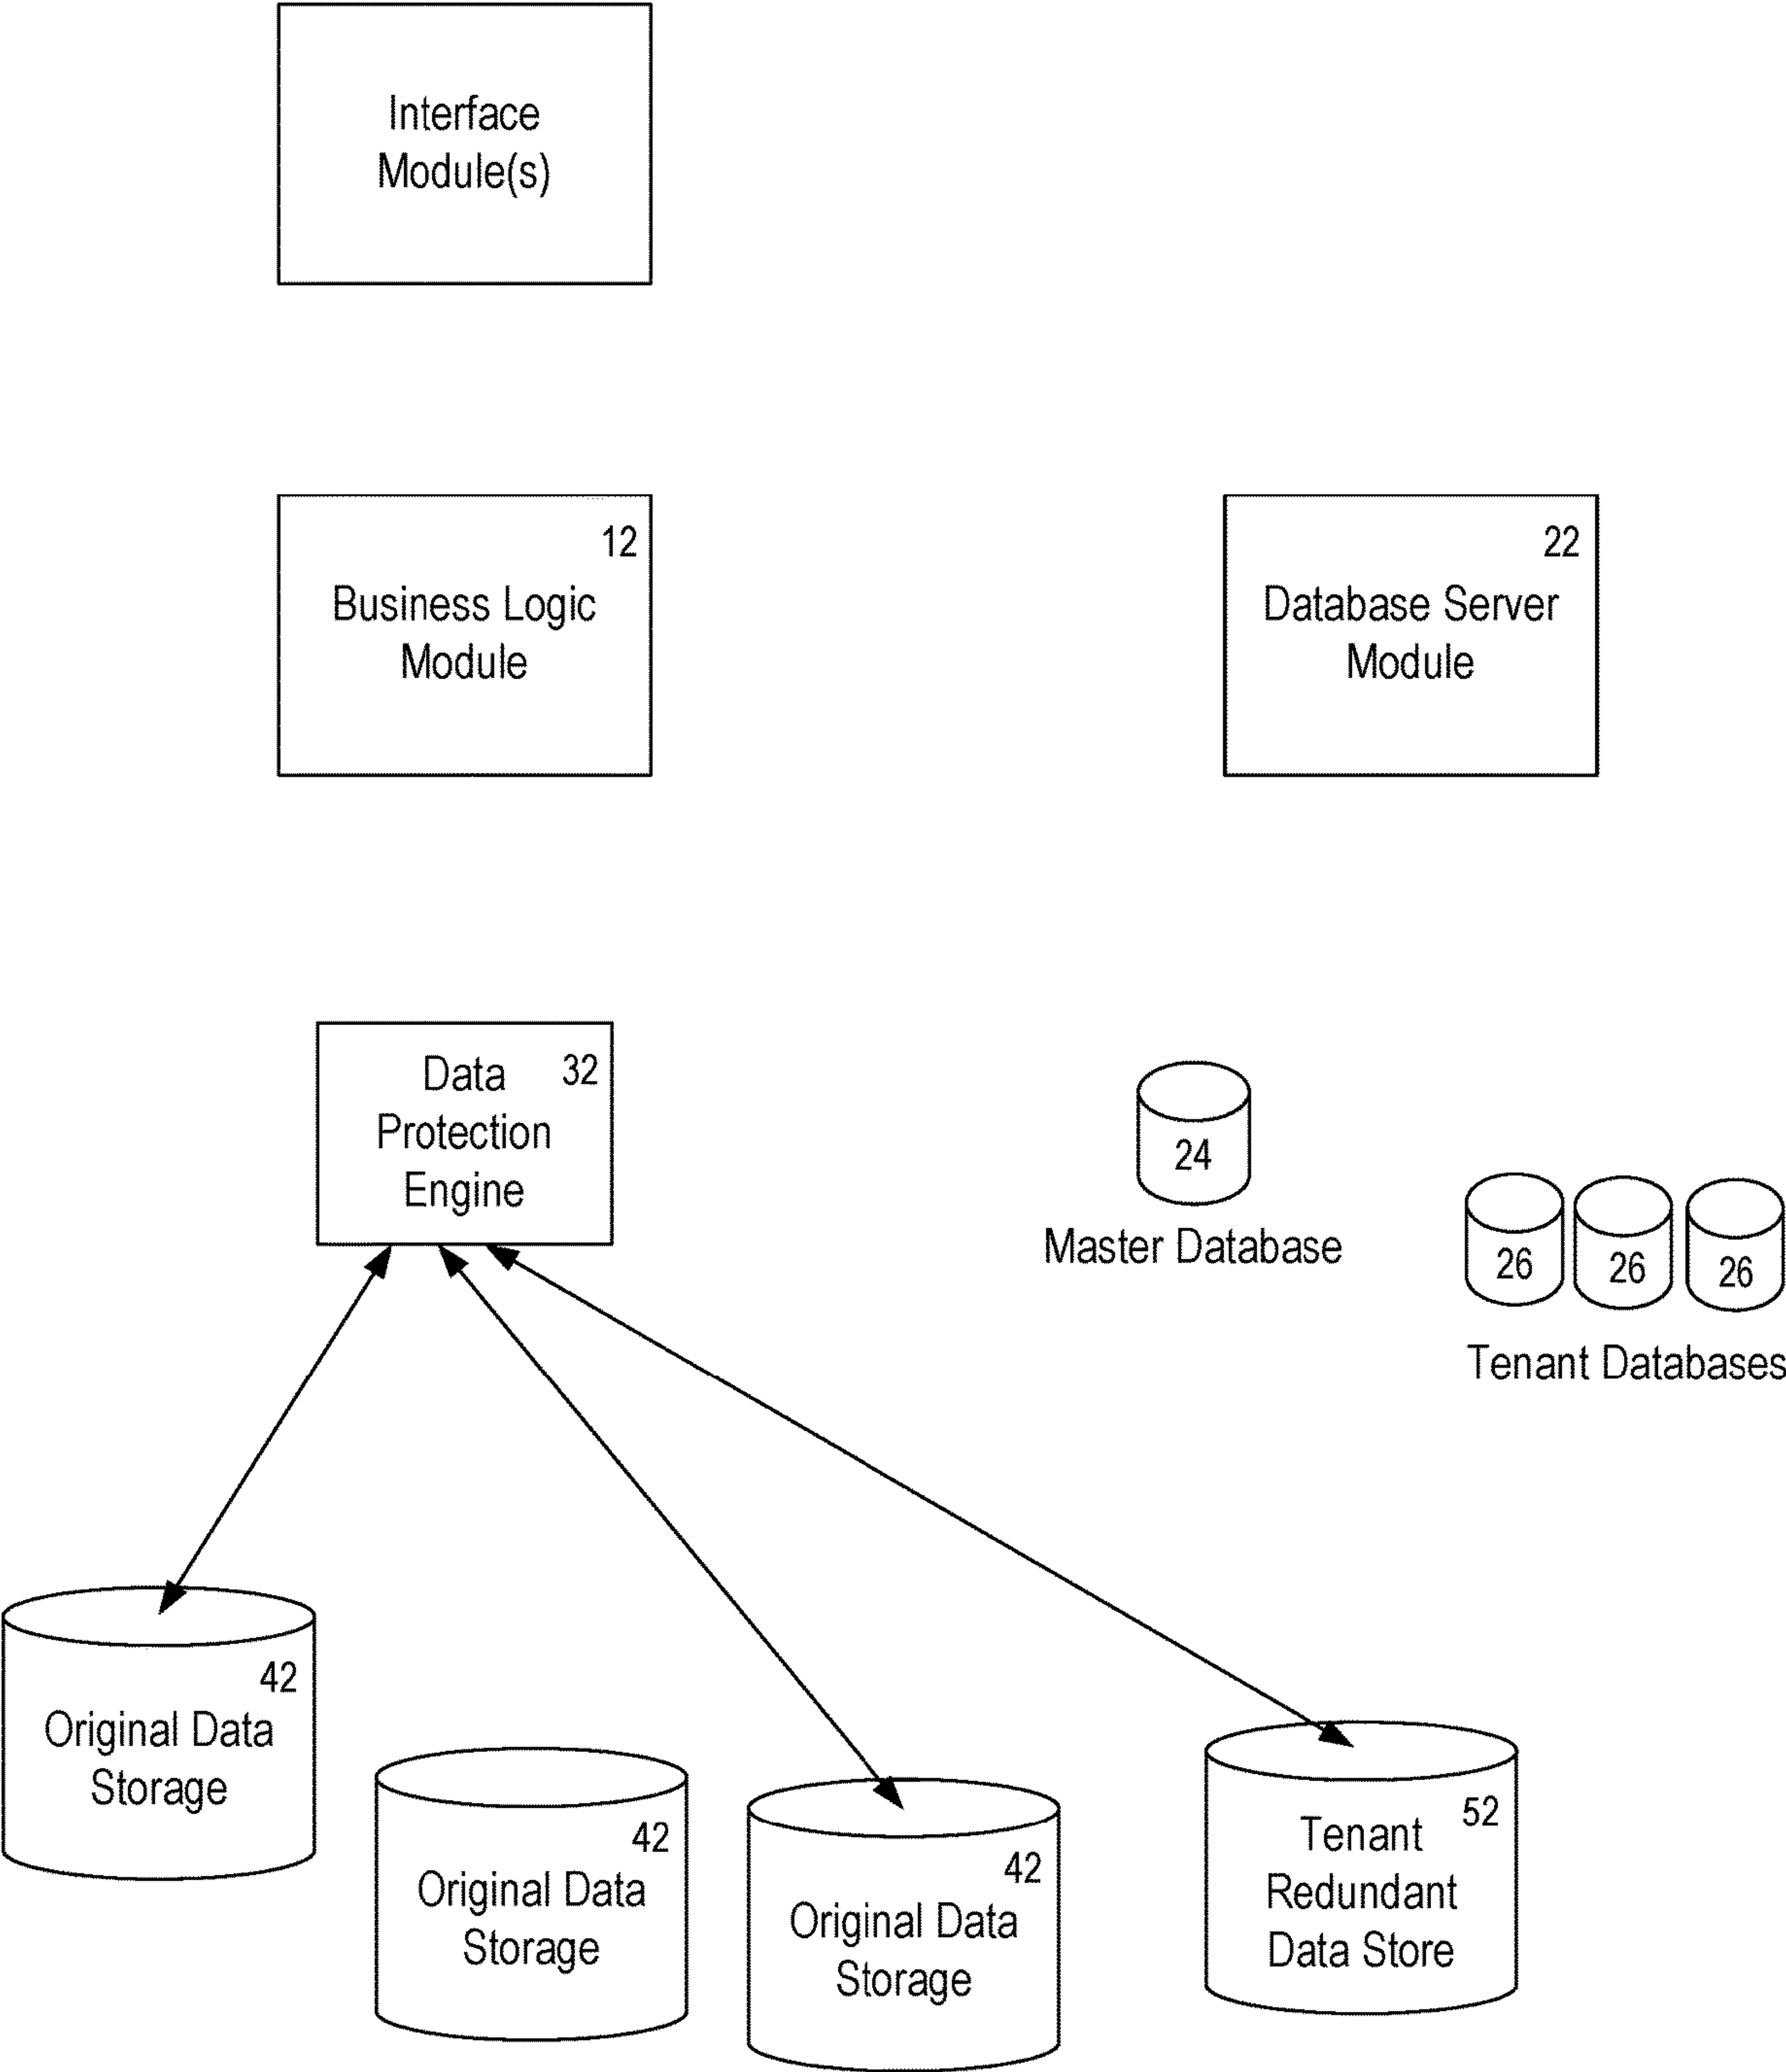 Interface
Module(s)
12
Business Logic
Module
22
Database Server
Module
32
Data
Protection
Engine
24
Master Database
26
26
26
Tenant Databases
42
Original Data
Storage
42
Original Data
Storage
42
Original Data
Storage
52
Tenant
Redundant
Data Store